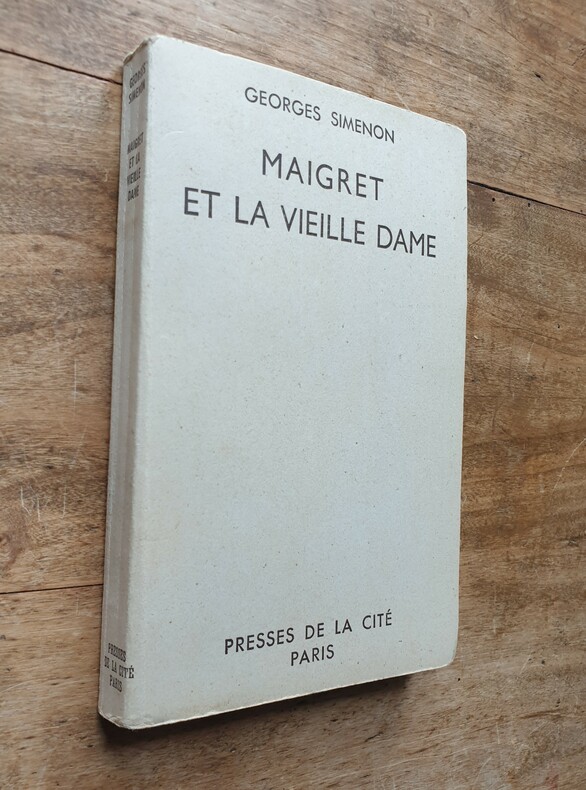 GEORGES SIMENON
MAIGRET
ET LA VIEILLE DAME
PRESSES DE LA CITÉ
PARIS
GEORGES
SIMENON
MAIGRET
ET LA
VIEILLE
DAME
PRESSES
DE LA CITÉ
PARIS